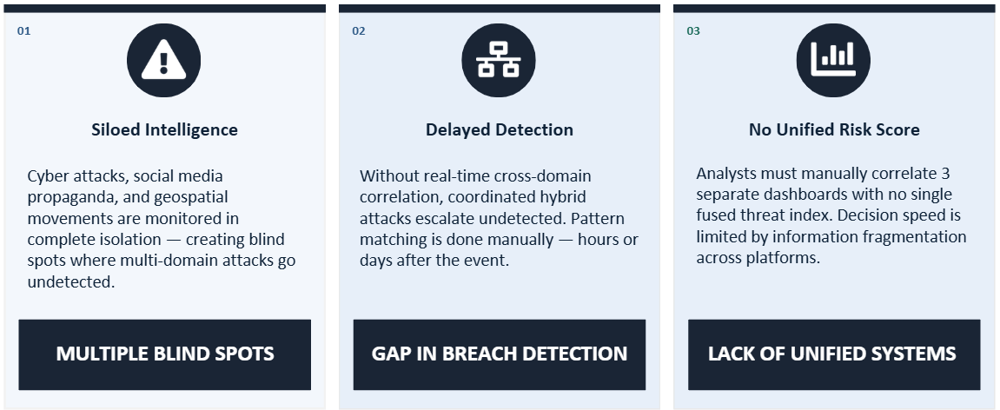 01
Siloed Intelligence
Cyber attacks, social media
propaganda, and geospatial
movements are monitored in
complete isolation — creating blind
spots where multi-domain attacks go
undetected.
MULTIPLE BLIND SPOTS
02
Delayed Detection
Without real-time cross-domain
correlation, coordinated hybrid
attacks escalate undetected. Pattern
matching is done manually — hours or
days after the event.
GAP IN BREACH DETECTION
03
No Unified Risk Score
Analysts must manually correlate 3
separate dashboards with no single
fused threat index. Decision speed is
limited by information fragmentation
across platforms.
LACK OF UNIFIED SYSTEMS